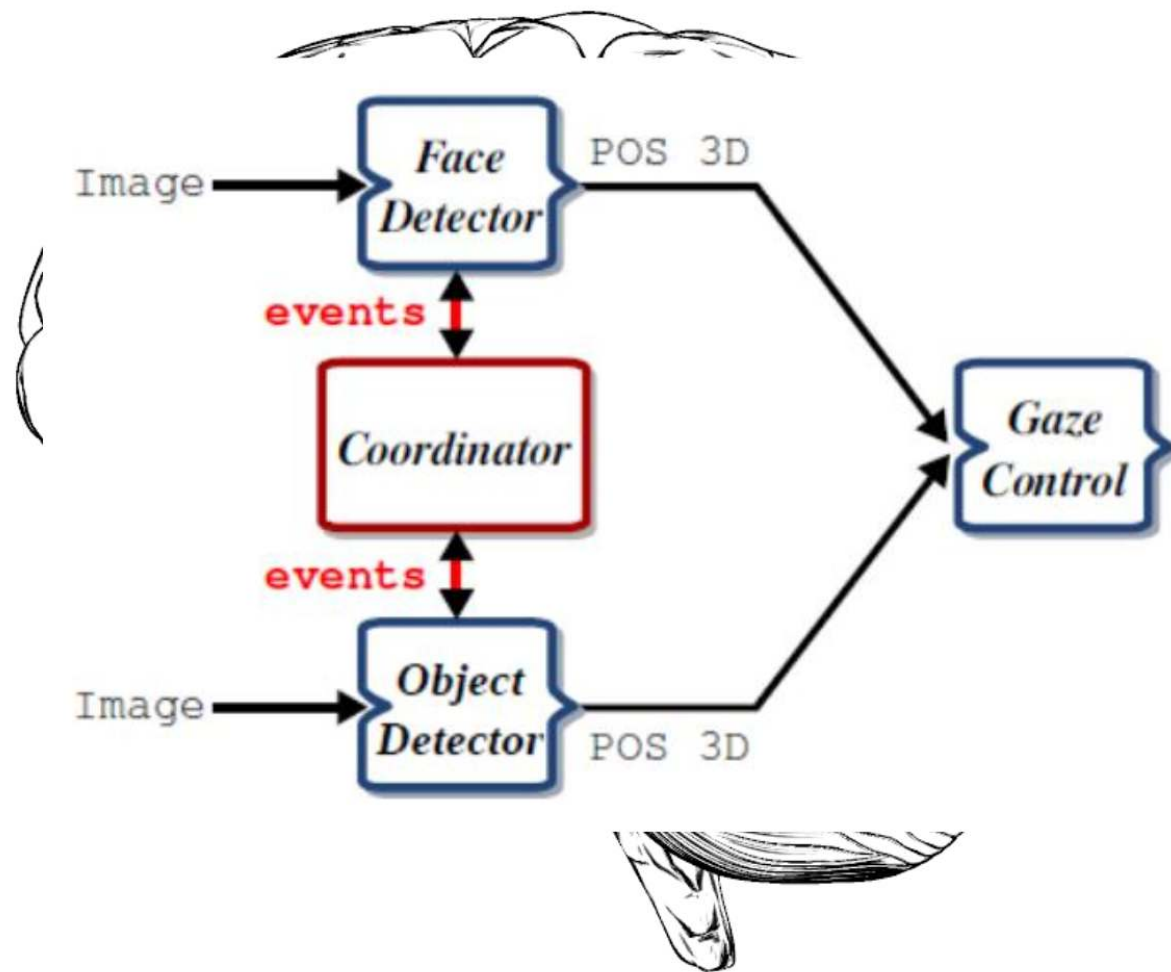 Face
Detector
POS 3D
Image
events
Coordinator
Gaze
Control
events
Object
Detector
Image
POS 3D